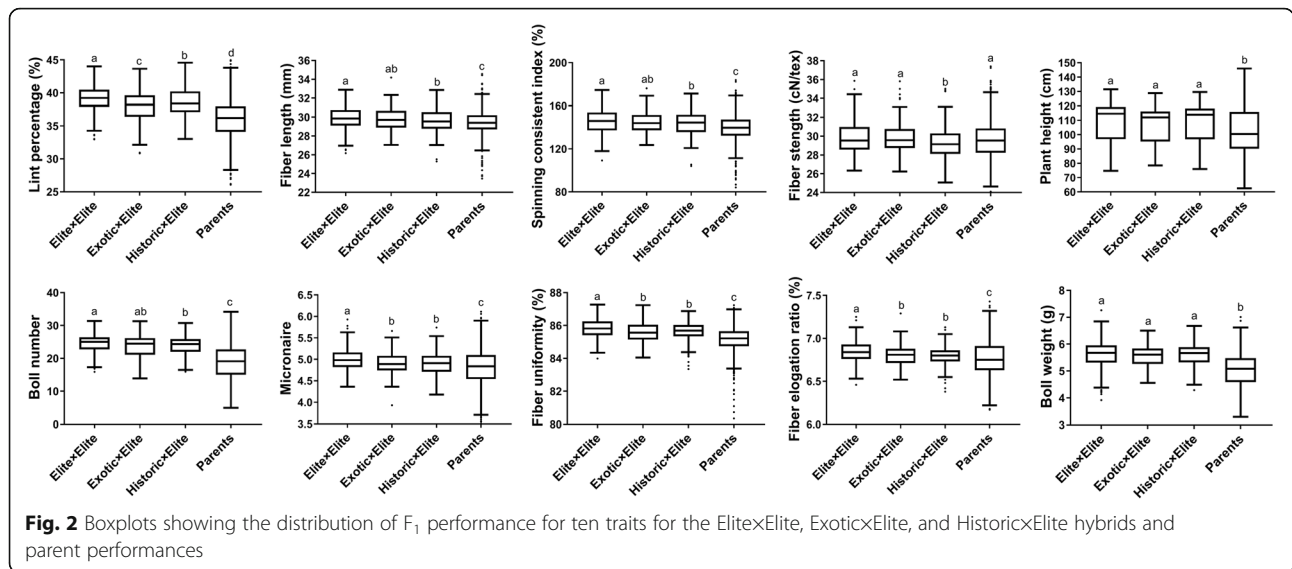 Lint percentage (%)
45
40
35
30
25
a
c
b
d
Elite×Elite
Exotic×Elite
Historic×Elite
Parents
Fiber length (mm)
36
34
32
30
28
26
24
22
a
ab
b
c
Elite×Elite
Exotic×Elite
Historic×Elite
Parents
Spinning consistent index (%)
200
160
120
80
a
ab
b
c
Elite×Elite
Exotic×Elite
Historic×Elite
Parents
Fiber stength (cN/tex)
38
36
34
32
30
28
26
24
a
a
b
a
Elite×Elite
Exotic×Elite
Historic×Elite
Parents
Plant height (cm)
150
140
130
120
110
100
90
80
70
60
a
a
a
b
Elite×Elite
Exotic×Elite
Historic×Elite
Parents
Boll number
40
30
20
10
0
a
ab
b
c
Elite×Elite
Exotic×Elite
Historic×Elite
Parents
Micronaire
6.5
6.0
5.5
5.0
4.5
4.0
3.5
a
b
b
c
Elite×Elite
Exotic×Elite
Historic×Elite
Parents
Fiber uniformity (%)
88
86
84
82
80
a
b
b
c
Elite×Elite
Exotic×Elite
Historic×Elite
Parents
Fiber elogation ratio (%)
7.5
7.0
6.5
6.0
a
b
b
c
Elite×Elite
Exotic×Elite
Historic×Elite
Parents
Boll weight (g)
9
8
7
6
5
4
3
a
a
a
b
Elite×Elite
Exotic×Elite
Historic×Elite
Parents
Fig. 2 Boxplots showing the distribution of F1 performance for ten traits for the Elite×Elite, Exotic×Elite, and Historic×Elite hybrids and
parent performances